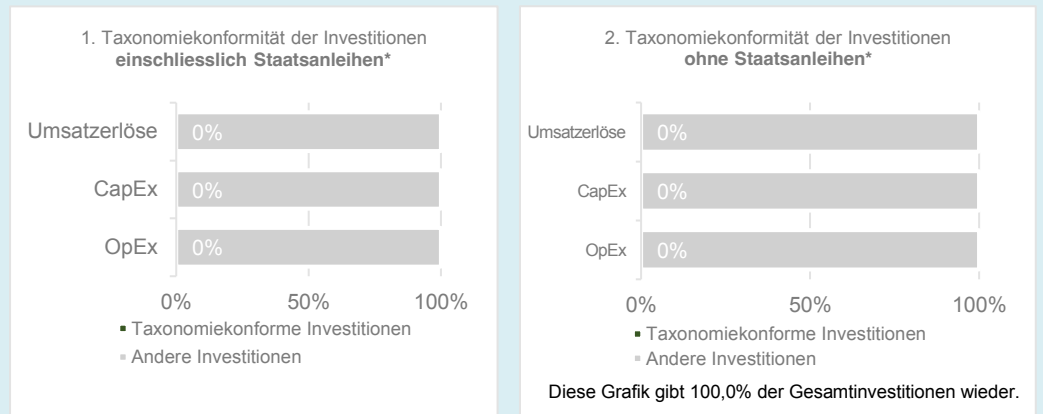 1. Taxonomiekonformität der Investitionen
einschliesslich Staatsanleihen*
Umsatzerlöse
0%
CapEx
0%
OpEx
0%
0%
50%
100%
Taxonomiekonforme Investitionen
Andere Investitionen
2. Taxonomiekonformität der Investitionen
ohne Staatsanleihen*
Umsatzerlöse
0%
CapEx
0%
OpEx
0%
0%
50%
100%
Taxonomiekonforme Investitionen
Andere Investitionen
Diese Grafik gibt 100,0% der Gesamtinvestitionen wieder.